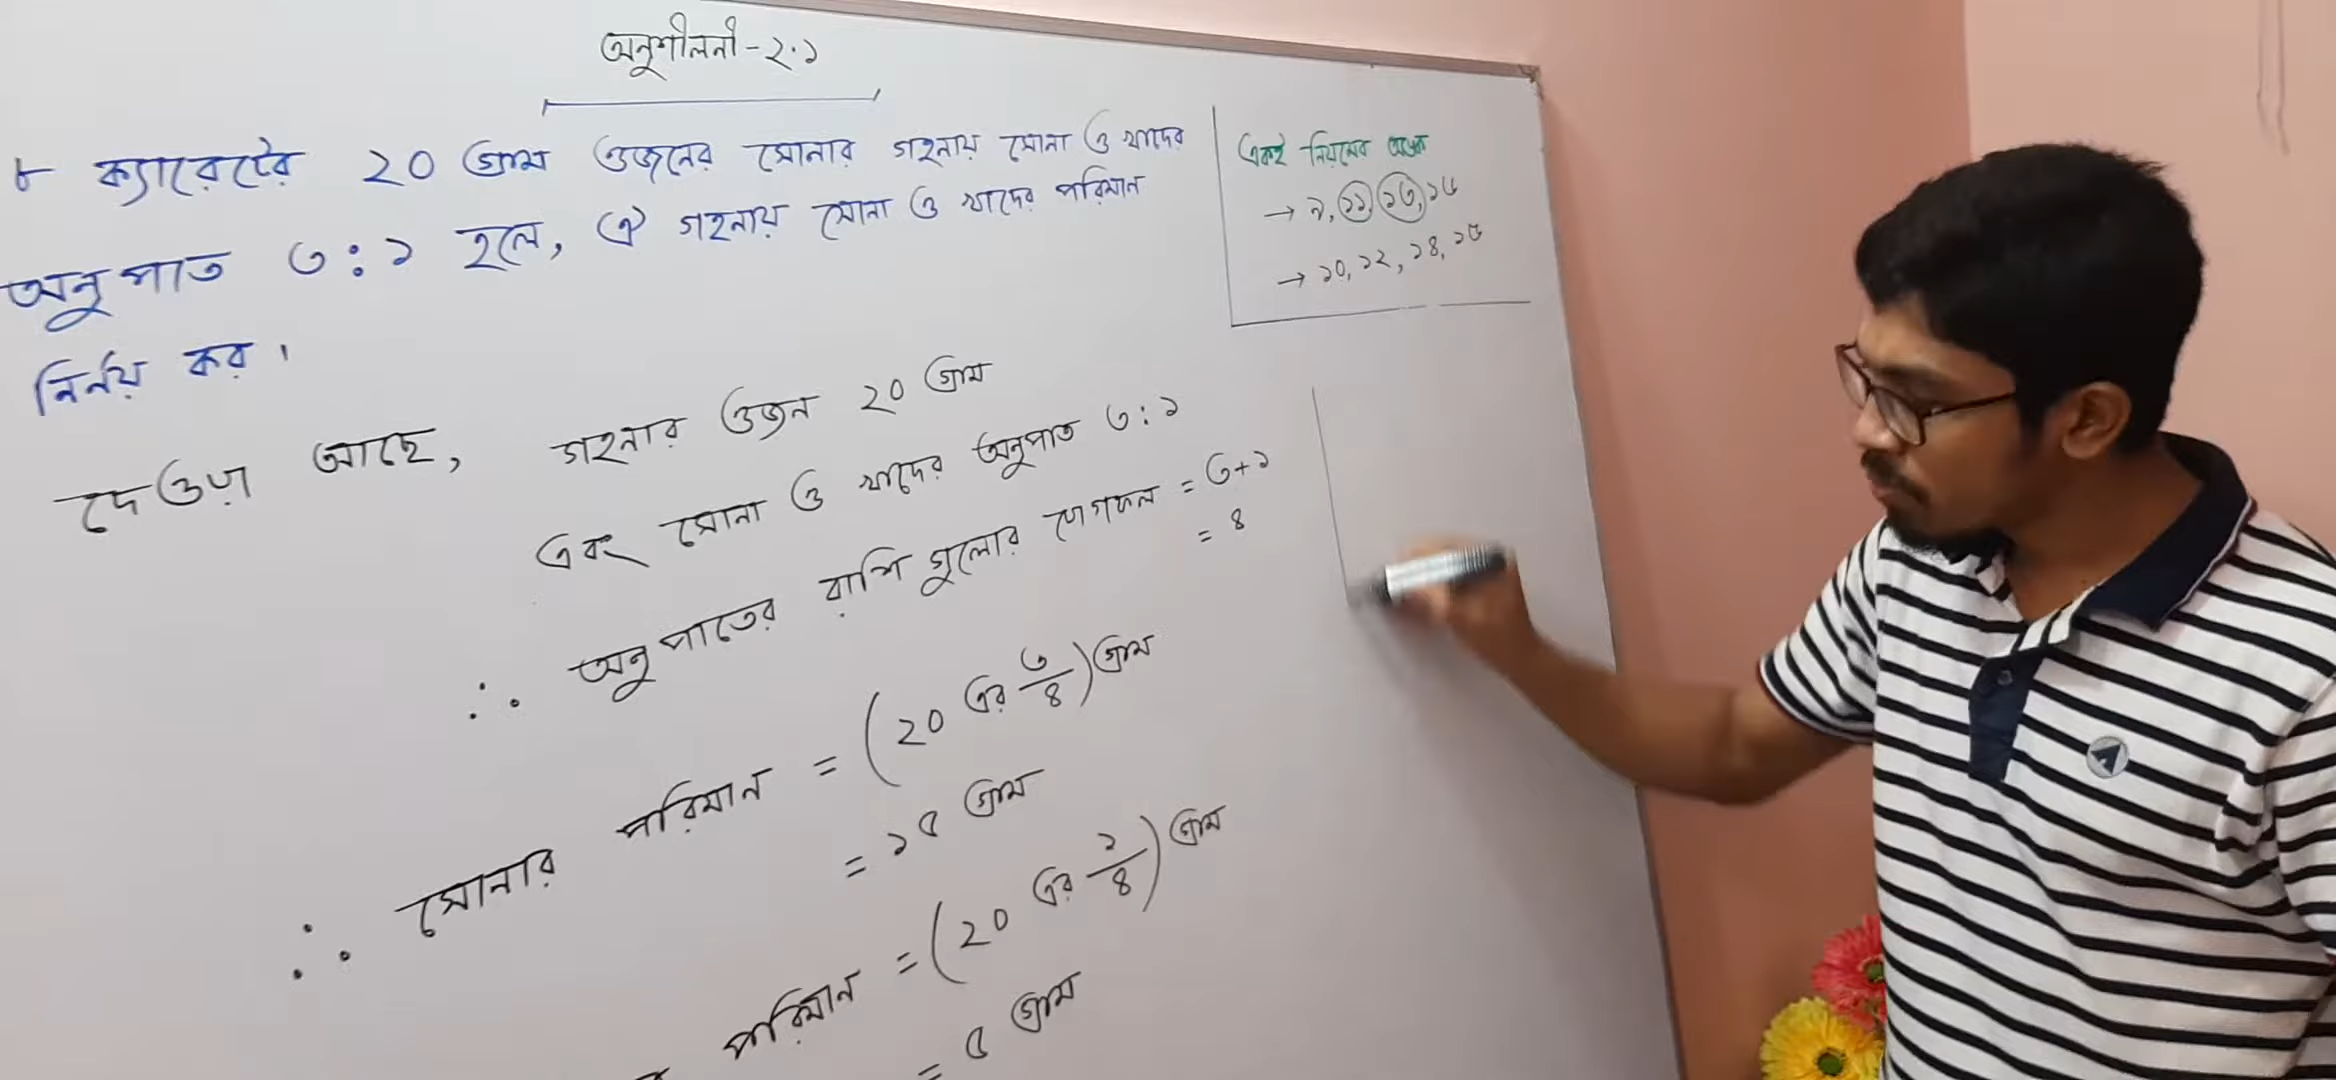 অনুশীলনী-২.১
৮ ক্যারেটের ২০ গ্রাম ওজনের সোনার গহনায় সোনা ও খাদের
অনুপাত ৩:১ হলে, ঐ গহনায় সোনা ও খাদের পরিমান
নির্নয় কর।
একই নিয়মের অঙ্ক
→ ৯, ১১, ১৩, ১৬
→ ১০, ১২, ১৪, ১৫
দেওয়া আছে, গহনার ওজন ২০ গ্রাম
এবং সোনা ও খাদের অনুপাত ৩:১
∴ অনুপাতের রাশি গুলোর যোগফল = ৩+১
= ৪
∴ সোনার পরিমান = (২০ এর ৩/৪) গ্রাম
= ১৫ গ্রাম
পরিমান = (২০ এর ১/৪) গ্রাম
= ৫ গ্রাম